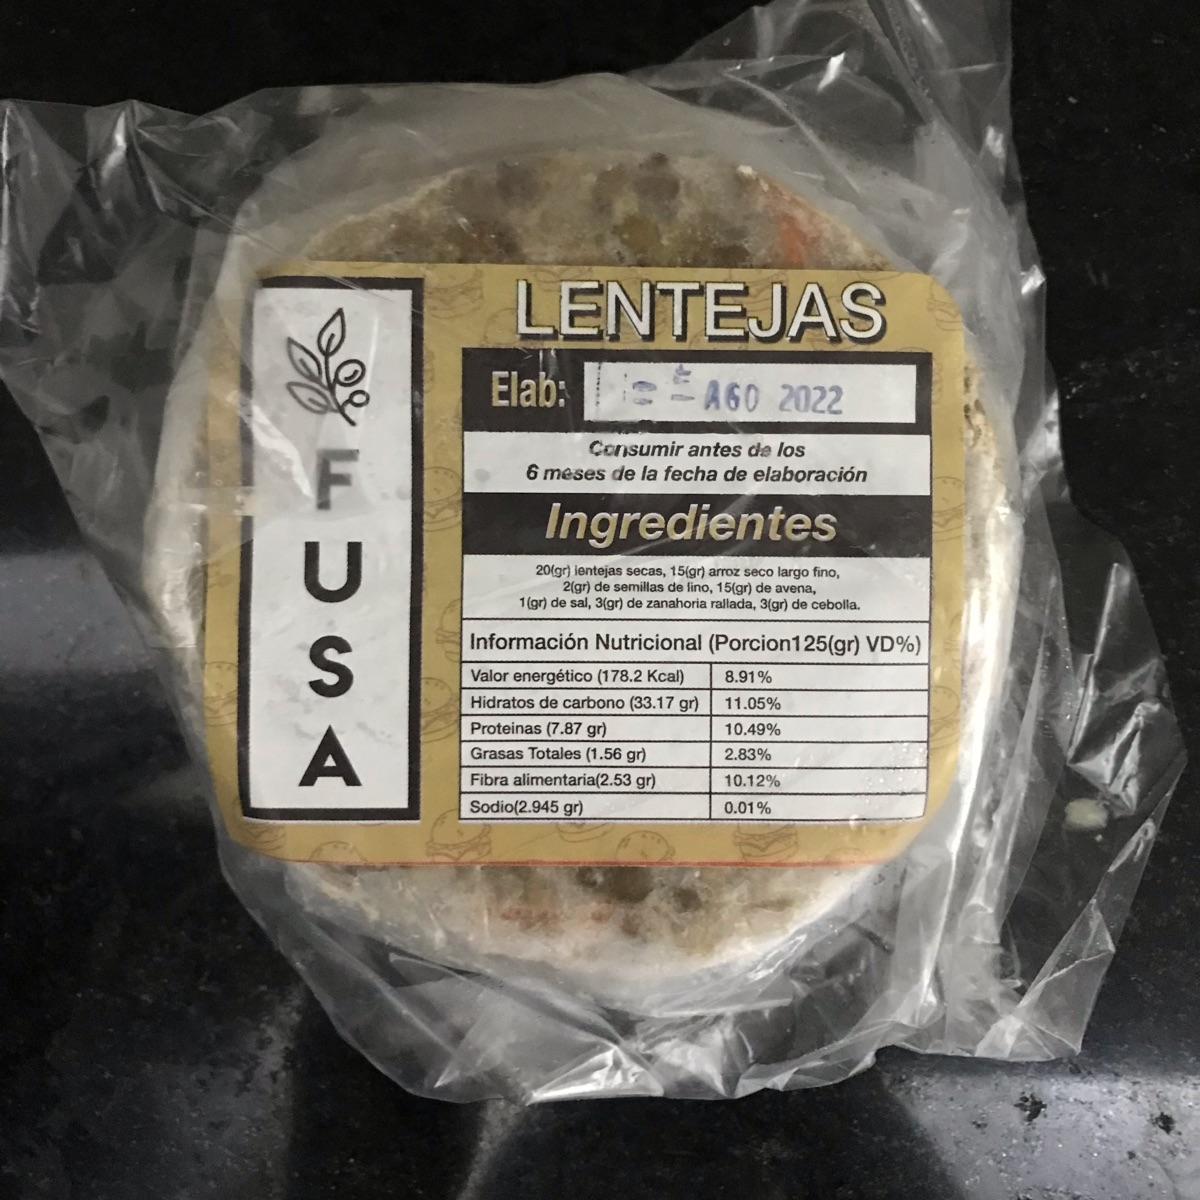 FUSA
LENTEJAS
Elab: AGO 2022
Consumir antes de los
6 meses de la fecha de elaboración
Ingredientes
20(gr) lentejas secas, 15(gr) arroz seco largo fino,
2(gr) de semillas de lino, 15(gr) de avena,
1(gr) de sal, 3(gr) de zanahoria rallada, 3(gr) de cebolla.
Información Nutricional (Porcion125(gr) VD%)
Valor energético (178.2 Kcal) 8.91%
Hidratos de carbono (33.17 gr) 11.05%
Proteinas (7.87 gr) 10.49%
Grasas Totales (1.56 gr) 2.83%
Fibra alimentaria(2.53 gr) 10.12%
Sodio(2.945 gr) 0.01%